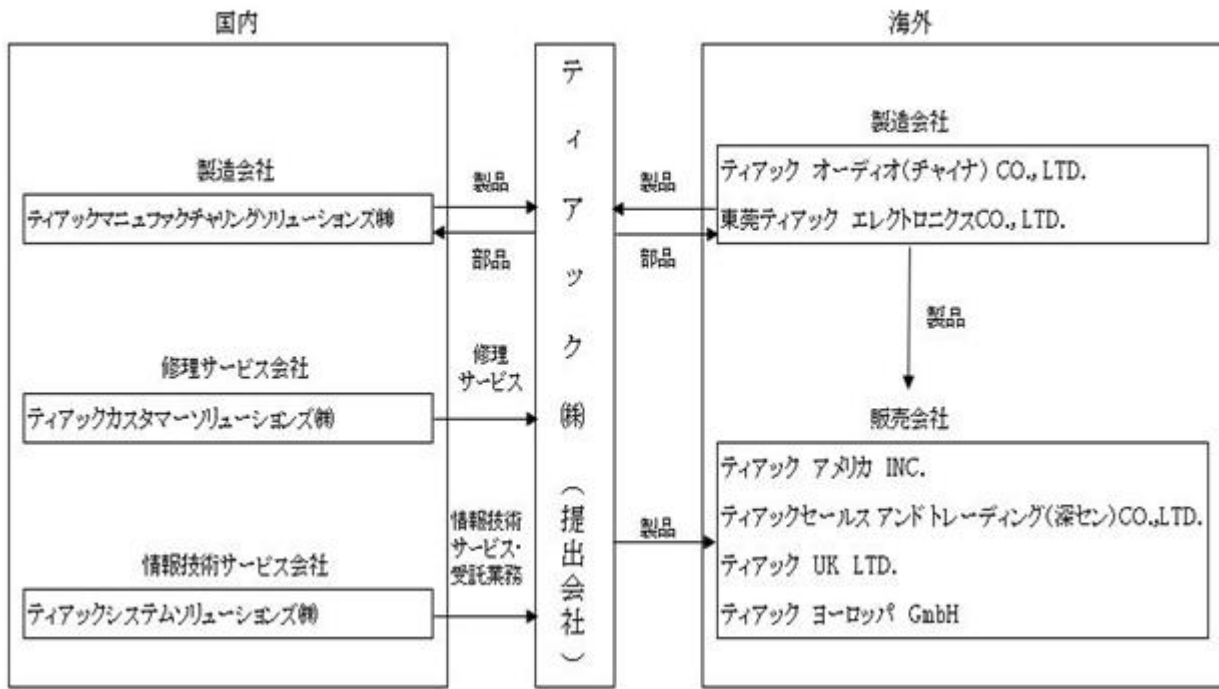 国内
製造会社
ティアックマニュファクチャリングソリューションズ㈱
修理サービス会社
ティアックカスタマーソリューションズ㈱
情報技術サービス会社
ティアックシステムソリューションズ㈱
製品
部品
修理
サービス
情報技術
サービス・
受託業務
ティアック㈱(提出会社)
製品
部品
製品
海外
製造会社
ティアック オーディオ(チャイナ) CO.,LTD.
東莞ティアック エレクトロニクスCO.,LTD.
製品
販売会社
ティアック アメリカ INC.
ティアックセールス アンド トレーディング(深セン)CO.,LTD.
ティアック UK LTD.
ティアック ヨーロッパ GmbH